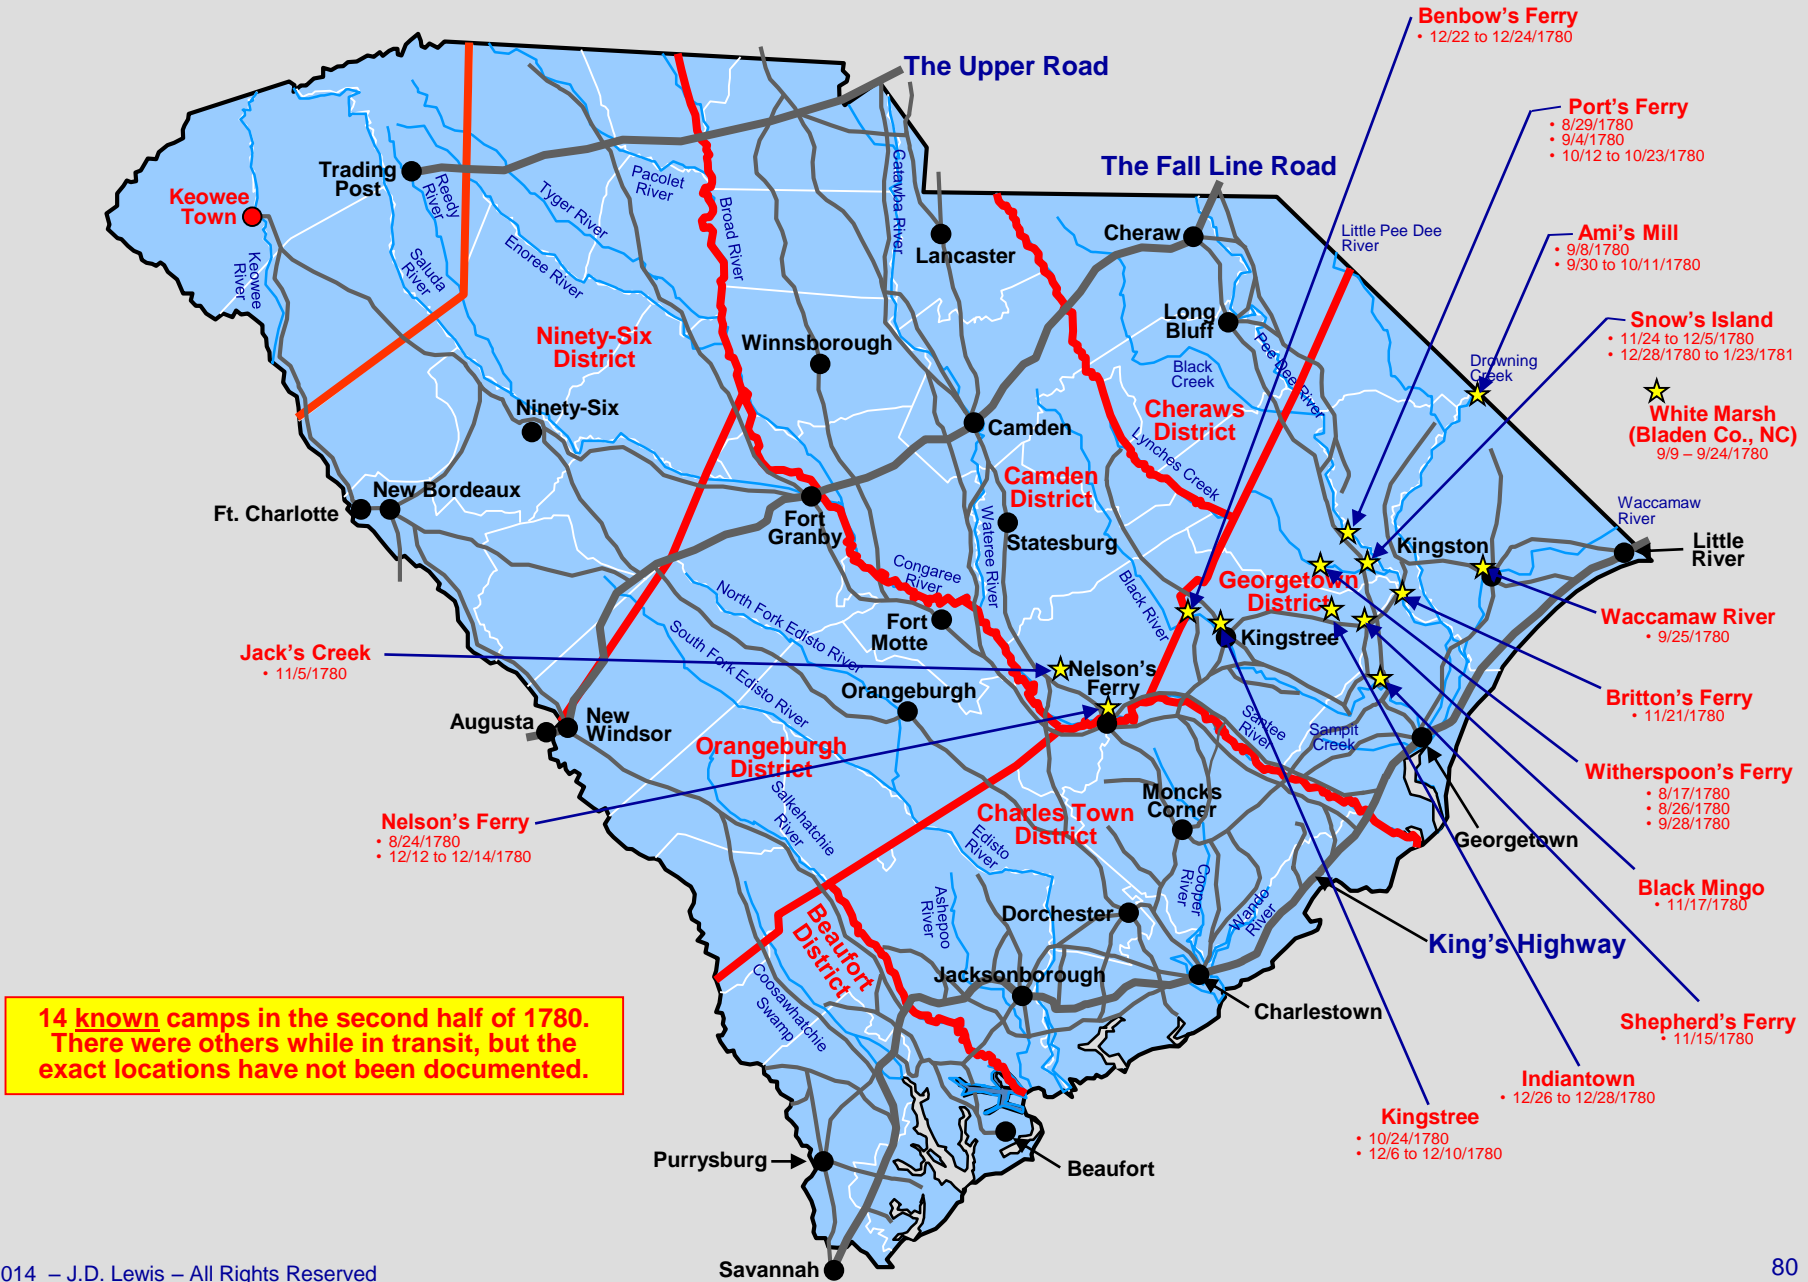 Benbow's Ferry
• 12/22 to 12/24/1780
The Upper Road
Port's Ferry
• 8/29/1780
• 9/4/1780
• 10/12 to 10/23/1780
The Fall Line Road
Trading
Post
Keowee
Town
Keowee
River
Reedy
River
Saluda
River
Tyger River
Enoree River
Pacolet
River
Broad River
Catawba River
Lancaster
Cheraw
Little Pee Dee
River
Ami's Mill
• 9/8/1780
• 9/30 to 10/11/1780
Long
Bluff
Pee Dee River
Snow's Island
• 11/24 to 12/5/1780
• 12/28/1780 to 1/23/1781
Ninety-Six
District
Winnsborough
Black
Creek
Drowning
Creek
White Marsh
(Bladen Co., NC)
9/9 – 9/24/1780
Ninety-Six
Camden
Cheraws
District
Lynches Creek
Camden
District
Ft. Charlotte
New Bordeaux
Fort
Granby
Wateree River
Statesburg
Waccamaw
River
Kingston
Little
River
Congaree
River
Black River
Georgetown
District
North Fork Edisto River
South Fork Edisto River
Fort
Motte
Kingstree
Waccamaw River
• 9/25/1780
Jack's Creek
• 11/5/1780
Nelson's
Ferry
Orangeburgh
Britton's Ferry
• 11/21/1780
Augusta
New
Windsor
Orangeburgh
District
Santee
River
Sampit
Creek
Witherspoon's Ferry
• 8/17/1780
• 8/26/1780
• 9/28/1780
Nelson's Ferry
• 8/24/1780
• 12/12 to 12/14/1780
Salkehatchie
River
Charles Town
District
Moncks
Corner
Edisto
River
Georgetown
Cooper
River
Wando
River
Black Mingo
• 11/17/1780
Ashepoo
River
Dorchester
Beaufort
District
King's Highway
Coosawhatchie
Swamp
Jacksonborough
Charlestown
Shepherd's Ferry
• 11/15/1780
14 known camps in the second half of 1780.
There were others while in transit, but the
exact locations have not been documented.
Indiantown
• 12/26 to 12/28/1780
Kingstree
• 10/24/1780
• 12/6 to 12/10/1780
Purrysburg
Beaufort
Savannah
014 – J.D. Lewis – All Rights Reserved
80